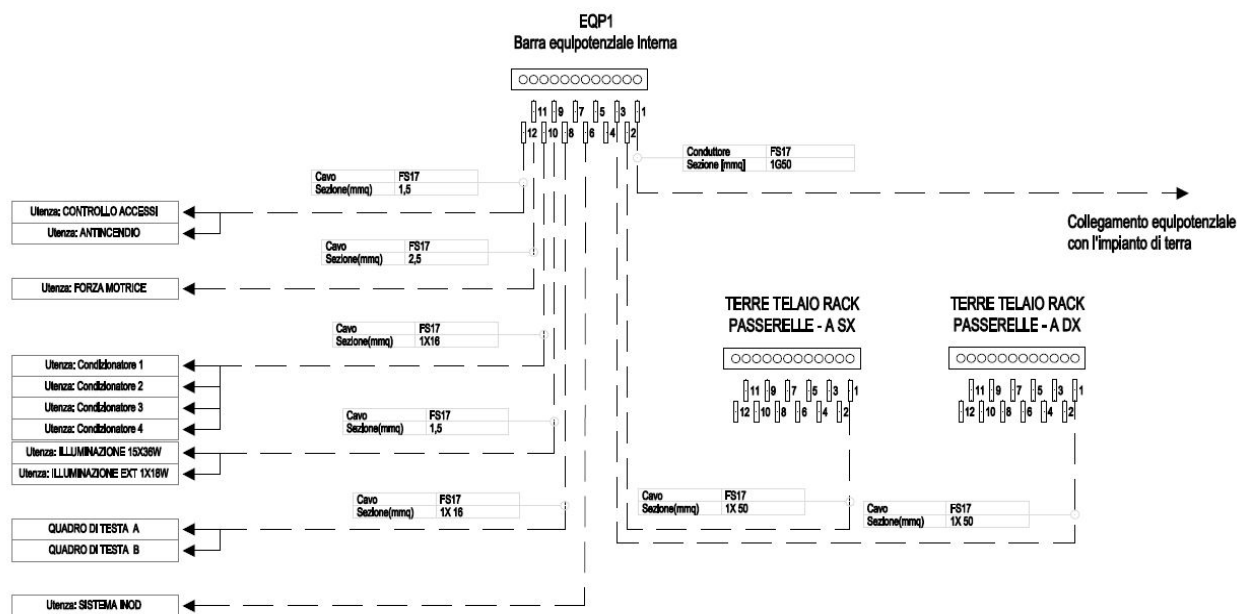 EQP1
Barra equipotenziale interna
11 9 7 5 3 1
12 10 8 6 4 2
Conduttore FS17
Sezione [mmq] 1G50
Cavo FS17
Sezione(mmq) 1,5
Utenza: CONTROLLO ACCESSI
Utenza: ANTINCENDIO
Collegamento equipotenziale
con l'impianto di terra
Cavo FS17
Sezione(mmq) 2,5
Utenza: FORZA MOTRICE
TERRE TELAIO RACK
PASSERELLE - A SX
TERRE TELAIO RACK
PASSERELLE - A DX
Cavo FS17
Sezione(mmq) 1X16
Utenza: Condizionatore 1
Utenza: Condizionatore 2
Utenza: Condizionatore 3
Utenza: Condizionatore 4
11 9 7 5 3 1
12 10 8 6 4 2
11 9 7 5 3 1
12 10 8 6 4 2
Cavo FS17
Sezione(mmq) 1,5
Utenza: ILLUMINAZIONE 15X36W
Utenza: ILLUMINAZIONE EXT 1X18W
Cavo FS17
Sezione(mmq) 1X 16
Cavo FS17
Sezione(mmq) 1X 50
Cavo FS17
Sezione(mmq) 1X 50
QUADRO DI TESTA A
QUADRO DI TESTA B
Utenza: SISTEMA INOD